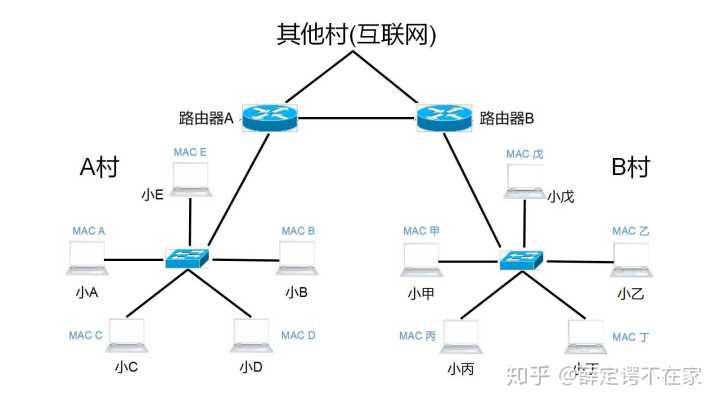 其他村(互联网)
路由器A
路由器B
A村
MAC E
小E
MAC 戊
小戊
B村
MAC A
小A
MAC B
小B
MAC 甲
小甲
MAC 乙
小乙
MAC C
小C
MAC D
小D
MAC 丙
小丙
MAC 丁
小丁
知乎 @薛定谔不在家